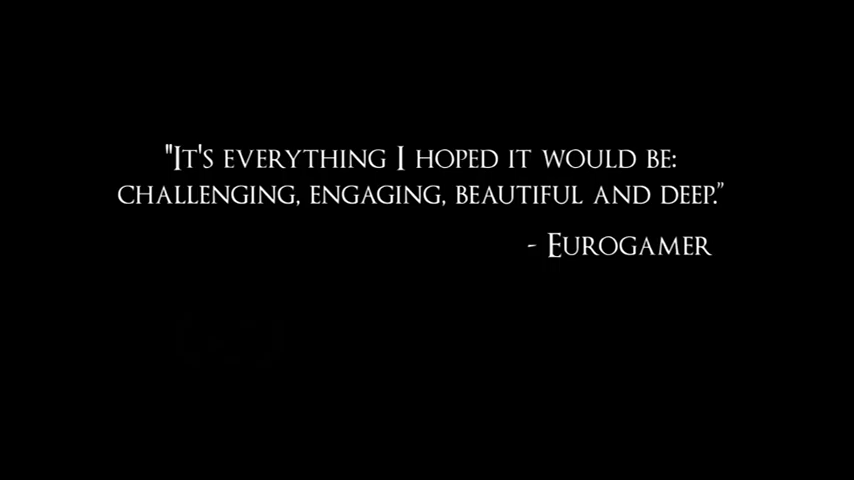 "It's everything I hoped it would be:
challenging, engaging, beautiful and deep.”
- Eurogamer